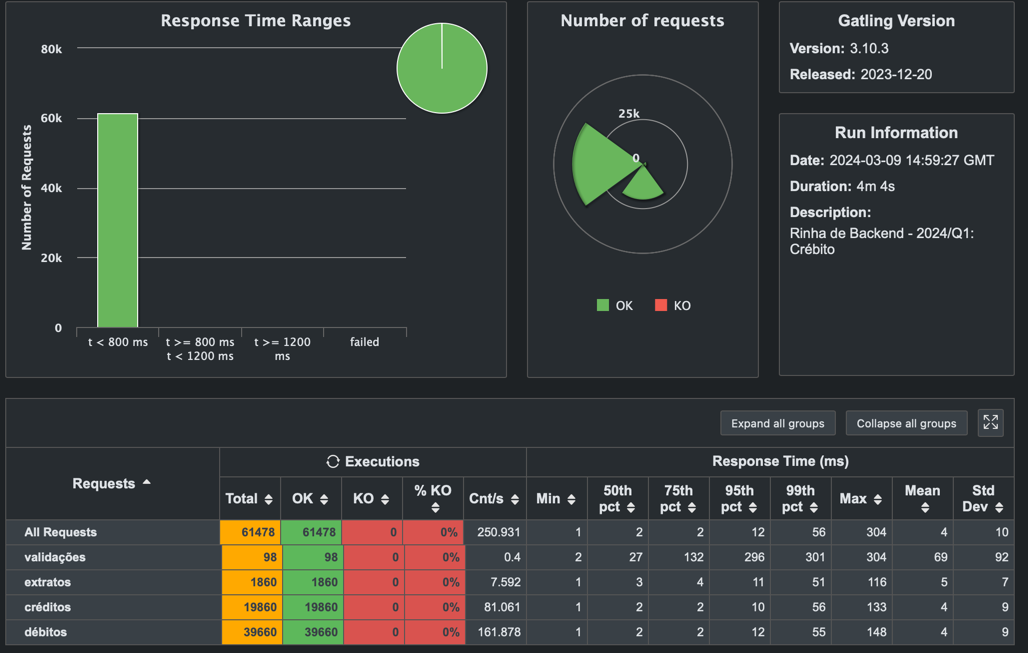 Response Time Ranges
80k
60k
40k
20k
0
Number of Requests
t < 800 ms
t >= 800 ms
t < 1200 ms
t >= 1200
ms
failed
Number of requests
25k
0
OK KO
Gatling Version
Version: 3.10.3
Released: 2023-12-20
Run Information
Date: 2024-03-09 14:59:27 GMT
Duration: 4m 4s
Description:
Rinha de Backend - 2024/Q1:
Crébito
Expand all groups Collapse all groups
Executions Response Time (ms)
Requests Total OK KO % KO Cnt/s Min 50th pct 75th pct 95th pct 99th pct Max Mean Std Dev
All Requests 61478 61478 0 0% 250.931 1 2 2 12 56 304 4 10
validações 98 98 0 0% 0.4 2 27 132 296 301 304 69 92
extratos 1860 1860 0 0% 7.592 1 3 4 11 51 116 5 7
créditos 19860 19860 0 0% 81.061 1 2 2 10 56 133 4 9
débitos 39660 39660 0 0% 161.878 1 2 2 12 55 148 4 9